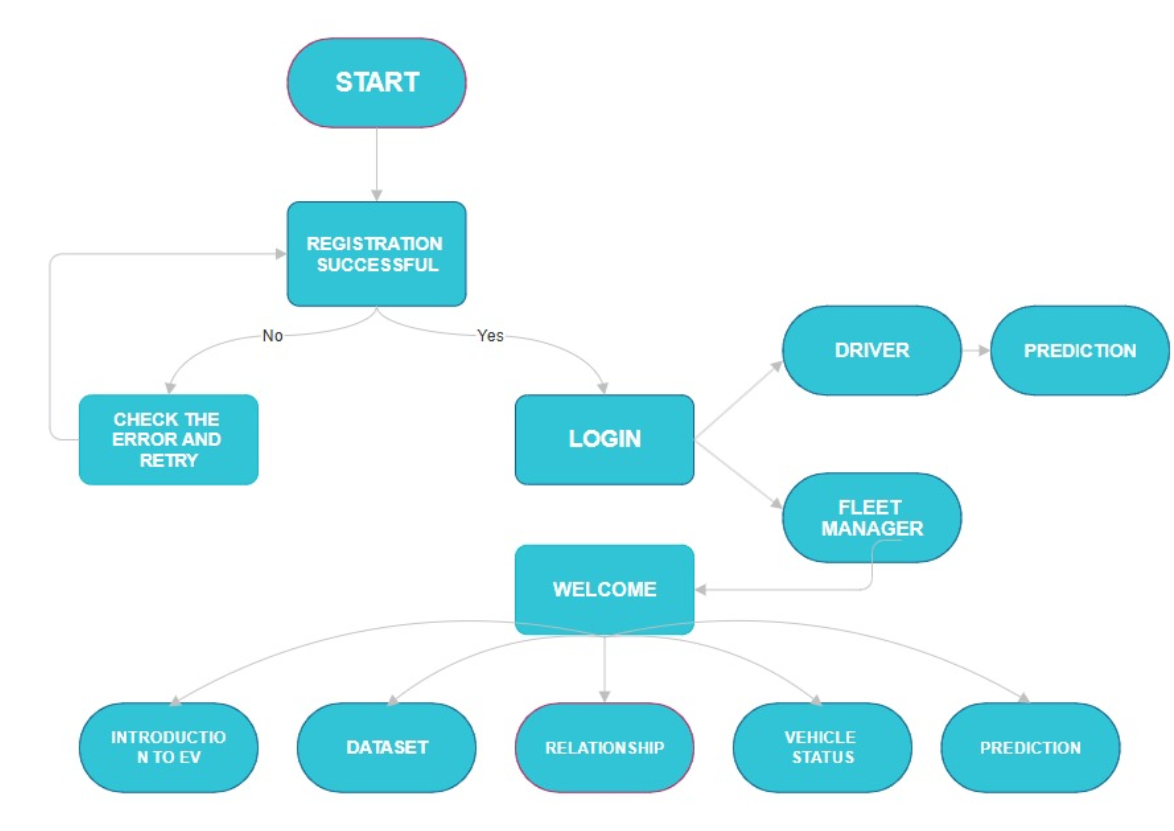 START
REGISTRATION
SUCCESSFUL
No
Yes
DRIVER
PREDICTION
CHECK THE
ERROR AND
RETRY
LOGIN
FLEET
MANAGER
WELCOME
INTRODUCTIO
N TO EV
DATASET
RELATIONSHIP
VEHICLE
STATUS
PREDICTION